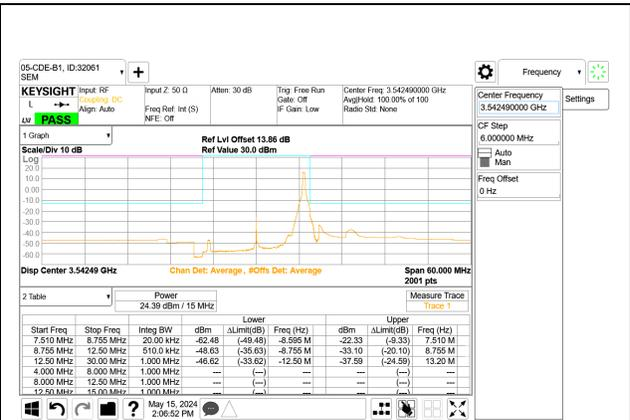 05-CDE-B1, ID:32061
SEM
Frequency
KEYSIGHT Input: RF Input Z: 50 Ω Atten: 30 dB Trig: Free Run Center Freq: 3.542490000 GHz
L Coupling: DC Gate: Off Avg|Hold: 100.00% of 100
Align: Auto Freq Ref: Int (S) IF Gain: Low Radio Std: None
PASS NFE: Off
Center Frequency
3.542490000 GHz
Settings
CF Step
6.000000 MHz
Auto
Man
Freq Offset
0 Hz
1 Graph
Ref Lvl Offset 13.86 dB
Scale/Div 10 dB Ref Value 30.0 dBm
Log
20.0
10.0
0.00
-10.0
-20.0
-30.0
-40.0
-50.0
-60.0
Disp Center 3.54249 GHz Chan Det: Average, #Offs Det: Average Span 60.000 MHz
2001 pts
2 Table Power Measure Trace
24.39 dBm / 15 MHz Trace 1
Lower Upper
Start Freq Stop Freq Integ BW dBm ΔLimit(dB) Freq (Hz) dBm ΔLimit(dB) Freq (Hz)
7.510 MHz 8.755 MHz 20.00 kHz -62.48 (-49.48) -8.595 M -22.33 (-9.33) 7.510 M
8.755 MHz 12.50 MHz 510.0 kHz -48.63 (-35.63) -8.755 M -33.10 (-20.10) 8.755 M
12.50 MHz 30.00 MHz 1.000 MHz -46.62 (-33.62) -12.50 M -37.59 (-24.59) 13.20 M
4.000 MHz 8.000 MHz 1.000 MHz --- (---) --- (---)
8.000 MHz 12.50 MHz 1.000 MHz --- (---) --- (---)
12.50 MHz 15.00 MHz 1.000 MHz --- (---) --- (---)
May 15, 2024
2:06:52 PM